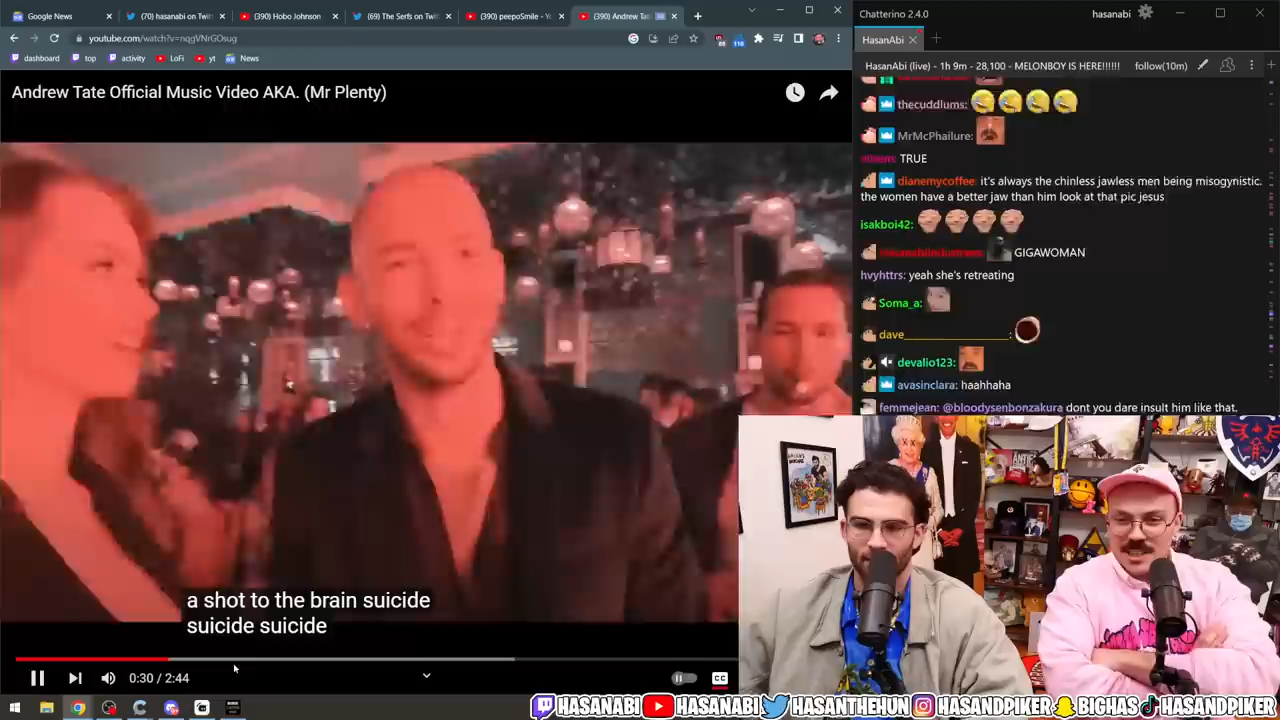 Google News
(70) hasanabi on Twit
(390) Hobo Johnson
(69) The Serfs on Twit
(390) peepoSmile - Yo
(390) Andrew Tate
youtube.com/watch?v=nqgVNrGOsug
dashboard
top
activity
LoFi
yt
News
Andrew Tate Official Music Video AKA. (Mr Plenty)
a shot to the brain suicide
suicide suicide
0:30 / 2:44
CC
Chatterino 2.4.0
hasanabi
HasanAbi
HasanAbi (live) - 1h 9m - 28,100 - MELONBOY IS HERE!!!!!!
follow(10m)
thecuddlums:
MrMcPhailure:
TRUE
dianemycoffee: it's always the chinless jawless men being misogynistic.
the women have a better jaw than him look at that pic jesus
isakboi42:
GIGAWOMAN
hvyhttrs: yeah she's retreating
Soma_a:
devalio123:
avasinclara: haahhaha
femmejean: @bloodysenbonzakura dont you dare insult him like that.
HASANABI
HASANABI
HASANTHEHUN
HASANDPIKER
BIGHAS
HASANDPIKER